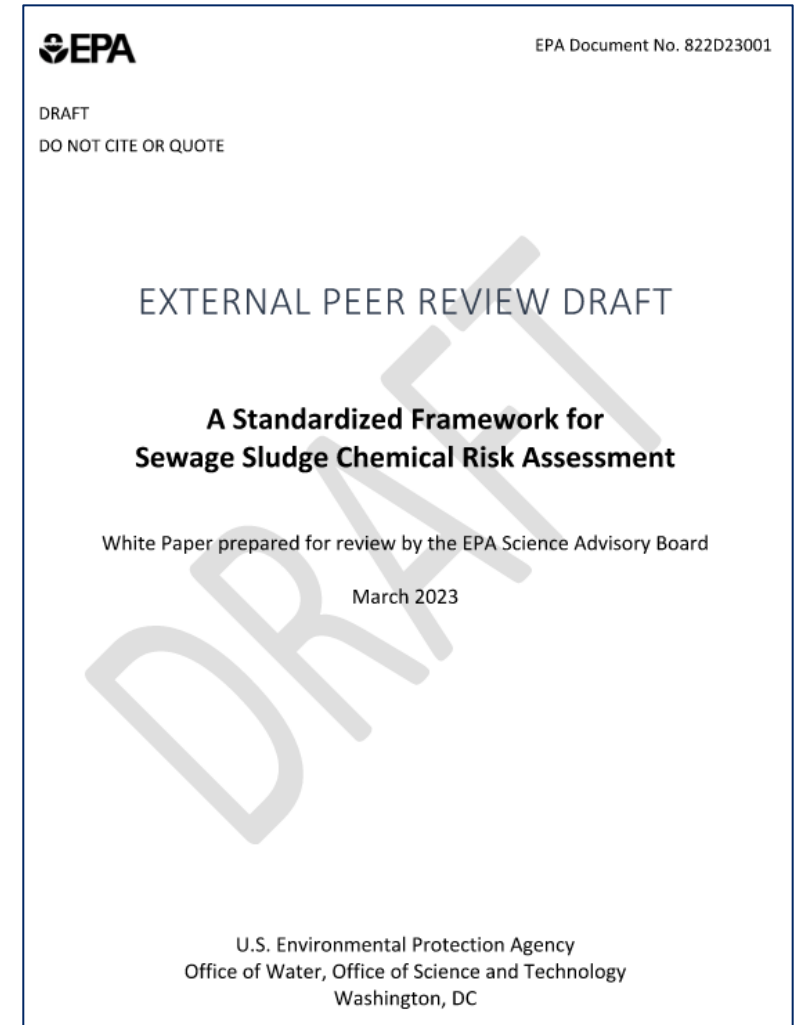 EPA
EPA Document No. 822D23001
DRAFT
DO NOT CITE OR QUOTE
EXTERNAL PEER REVIEW DRAFT
A Standardized Framework for
Sewage Sludge Chemical Risk Assessment
White Paper prepared for review by the EPA Science Advisory Board
March 2023
DRAFT
U.S. Environmental Protection Agency
Office of Water, Office of Science and Technology
Washington, DC